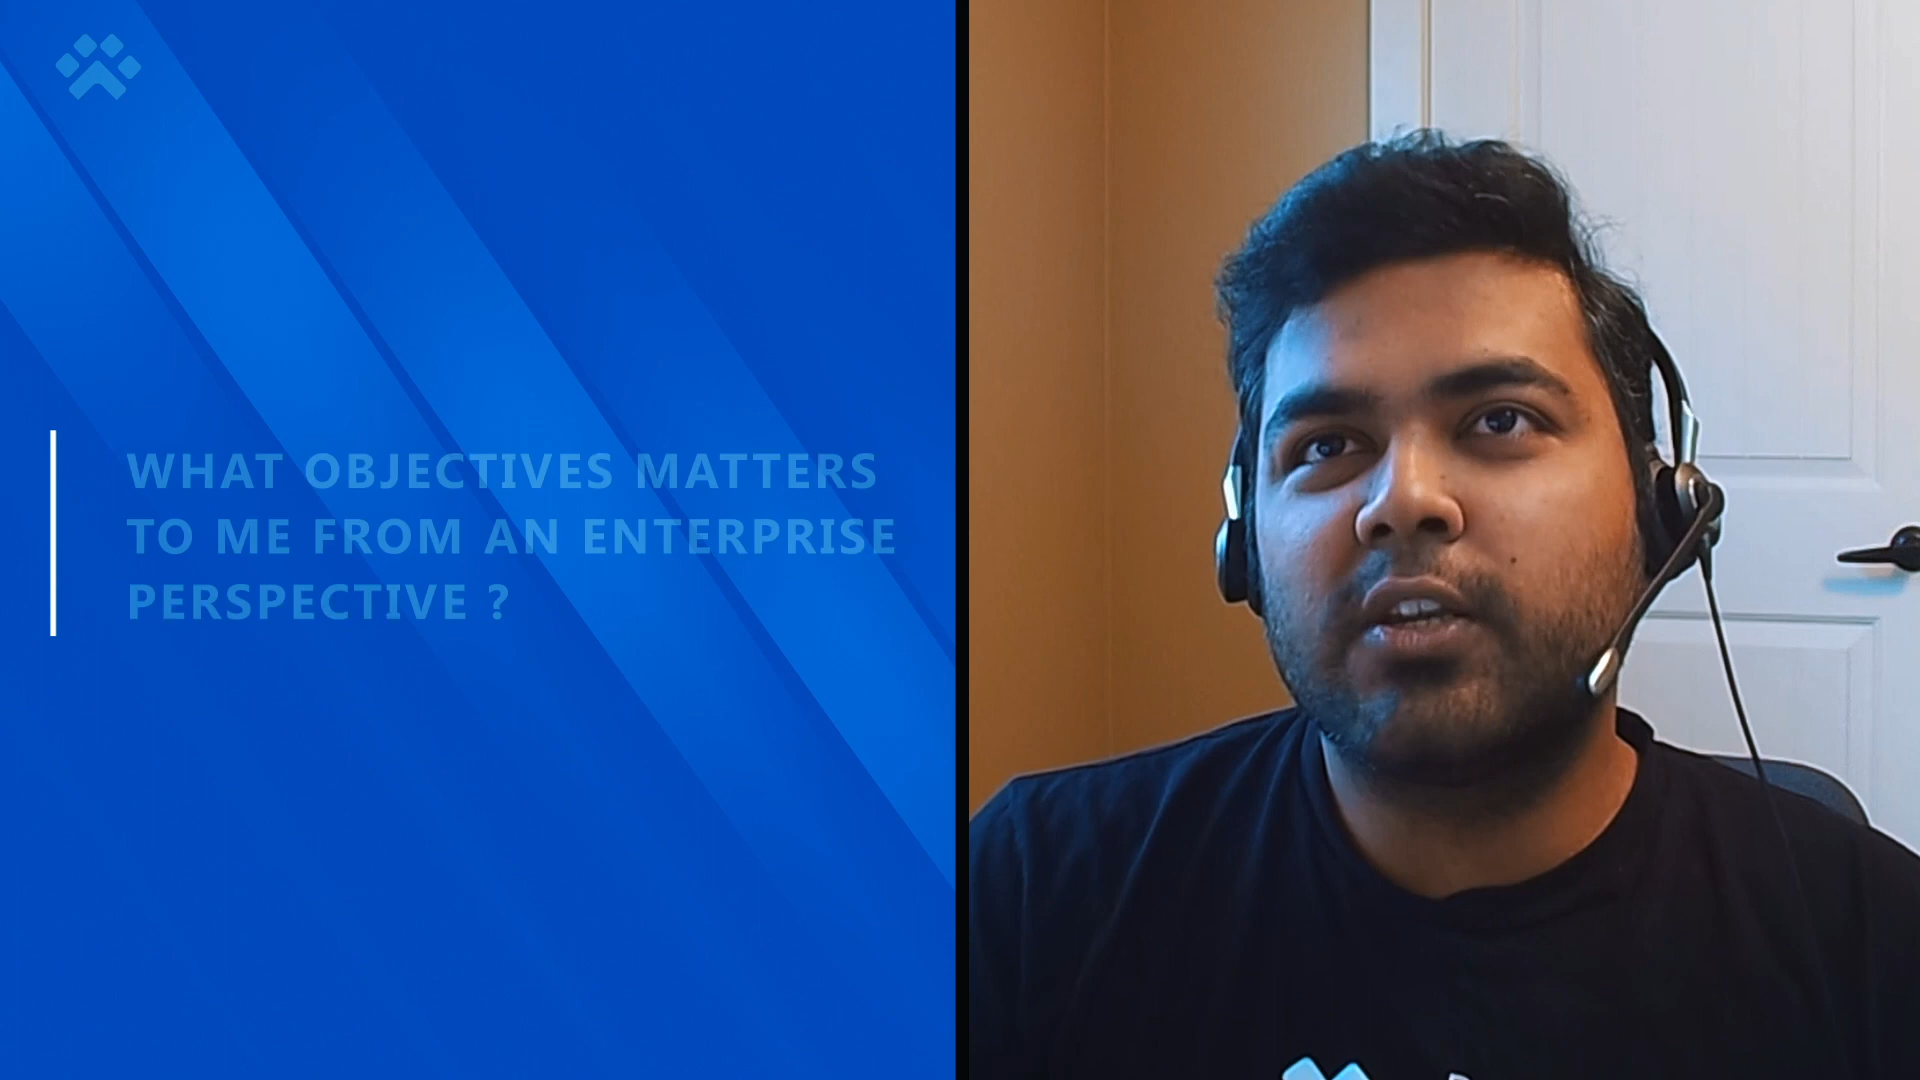 WHAT OBJECTIVES MATTERS
TO ME FROM AN ENTERPRISE
PERSPECTIVE ?